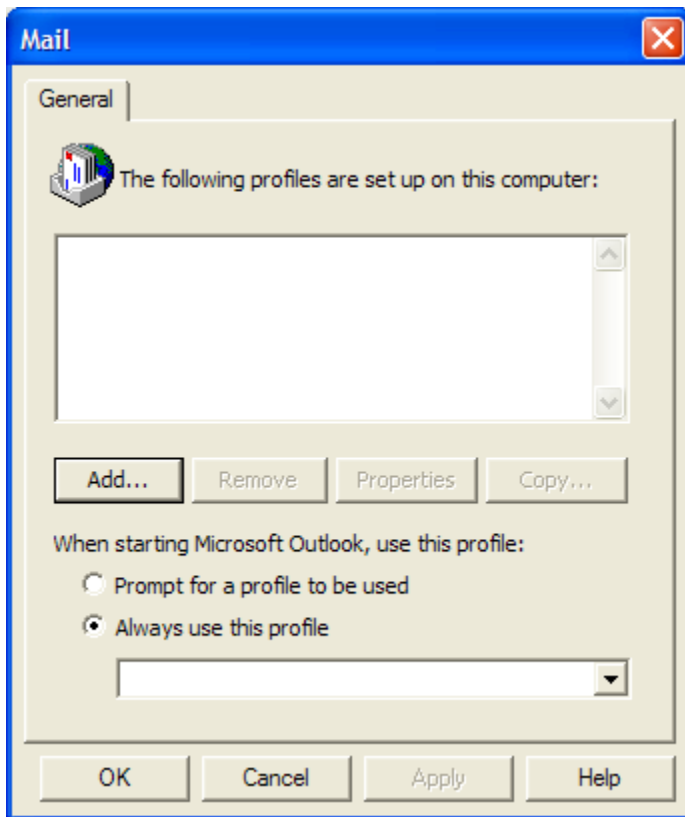 Mail
General
The following profiles are set up on this computer:
Add... Remove Properties Copy...
When starting Microsoft Outlook, use this profile:
Prompt for a profile to be used
Always use this profile
OK Cancel Apply Help